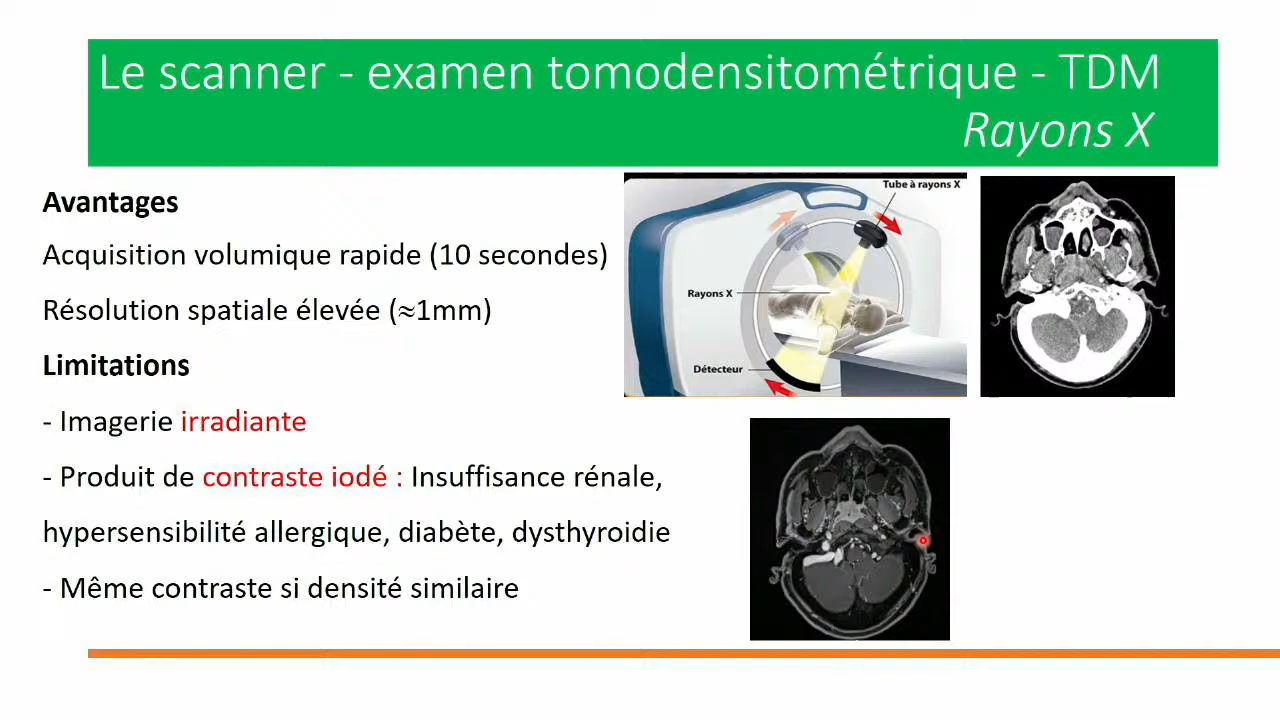 Le scanner - examen tomodensitométrique - TDM
Rayons X
Avantages
Acquisition volumique rapide (10 secondes)
Résolution spatiale élevée (≈1mm)
Limitations
- Imagerie irradiante
- Produit de contraste iodé : Insuffisance rénale,
hypersensibilité allergique, diabète, dysthyroidie
- Même contraste si densité similaire
Tube à rayons X
Rayons X
Détecteur